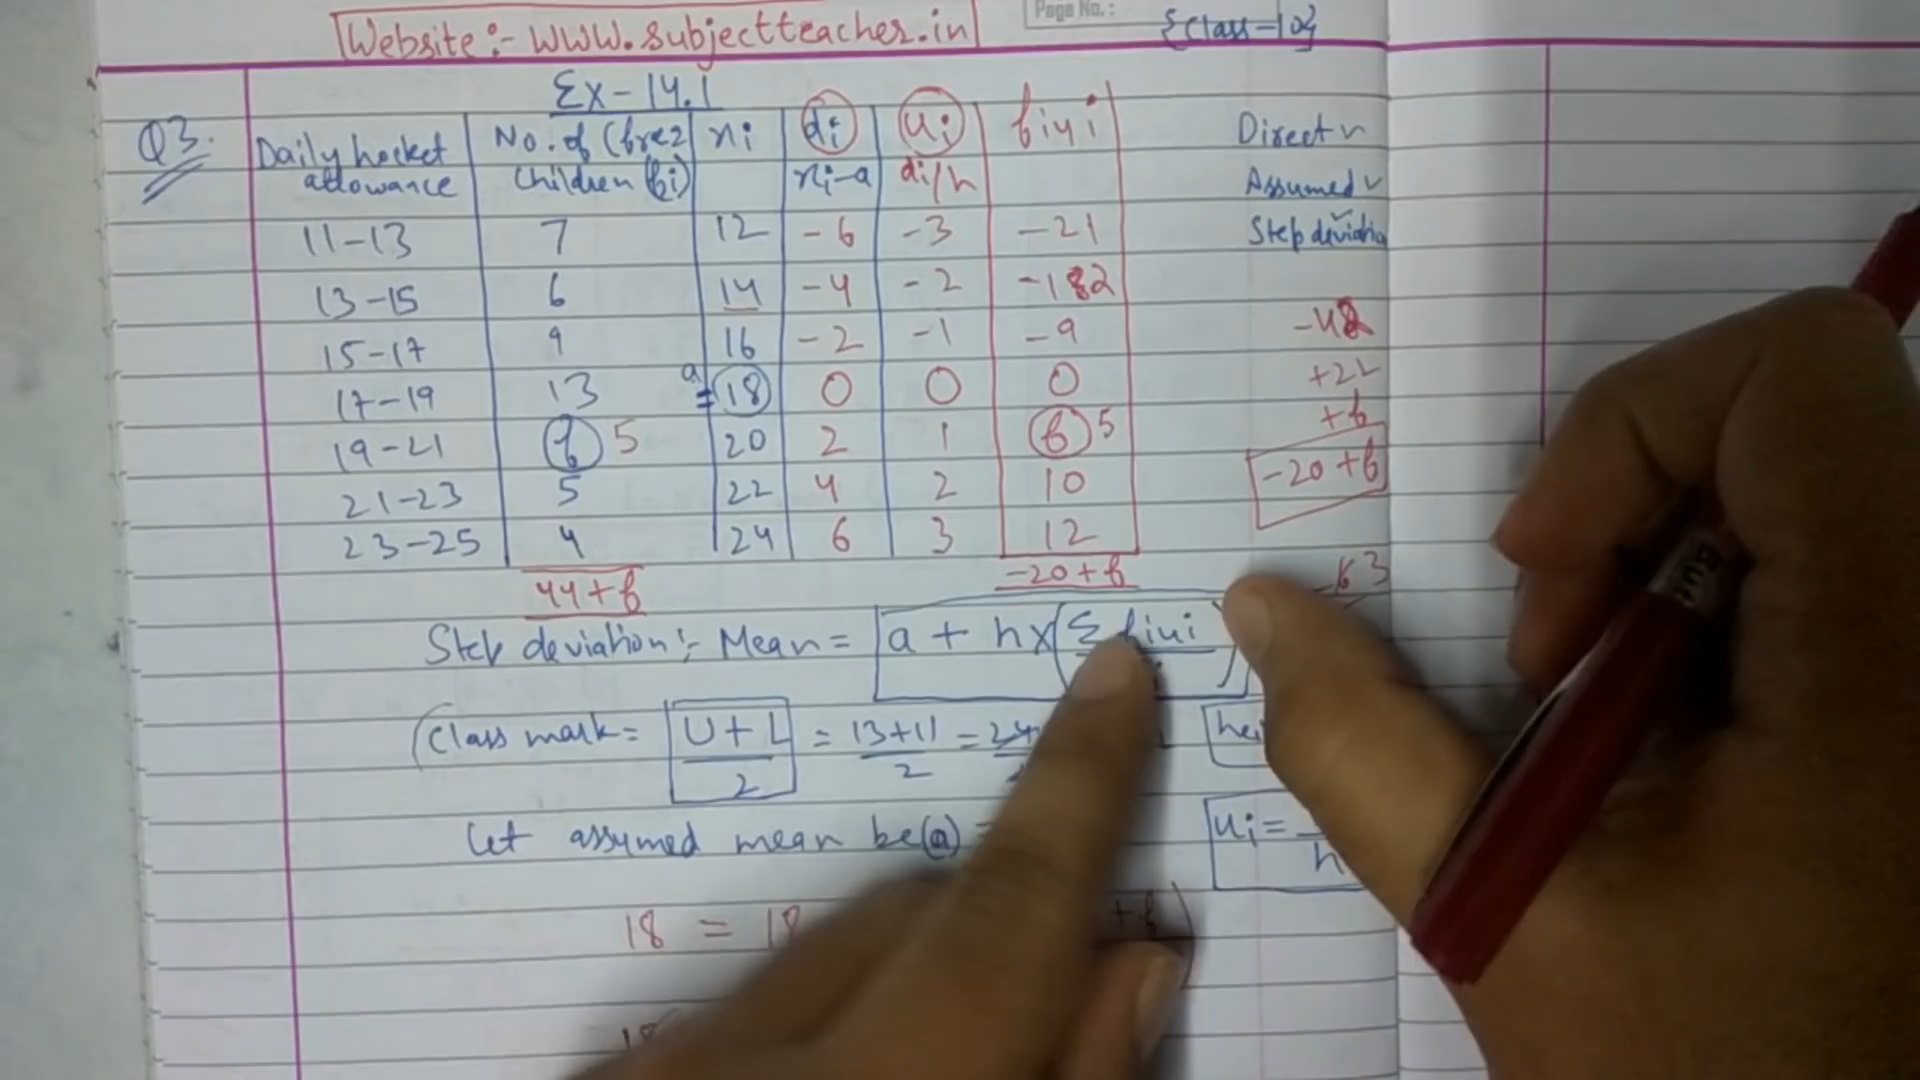 Website:- www.subjectteacher.in
Page No.:
{Class-10}
Ex-14.1
Q3.
Daily pocket allowance No. of children (fi) xi di ui fiui
xi-a di/h
11-13 7 12 -6 -3 -21
13-15 6 14 -4 -2 -12
15-17 9 16 -2 -1 -9
17-19 13 a=18 0 0 0
19-21 f 5 20 2 1 f 5
21-23 5 22 4 2 10
23-25 4 24 6 3 12
44+f -20+f
Direct ✓
Assumed ✓
Step deviation
-42
+22
+f
-20+f
63
Step deviation:- Mean = a + h×(Σfiui
Class mark = U+L/2 = 13+11/2 = 24
Let assumed mean be (a) =
ui =
h
18 = 18 +f)
18